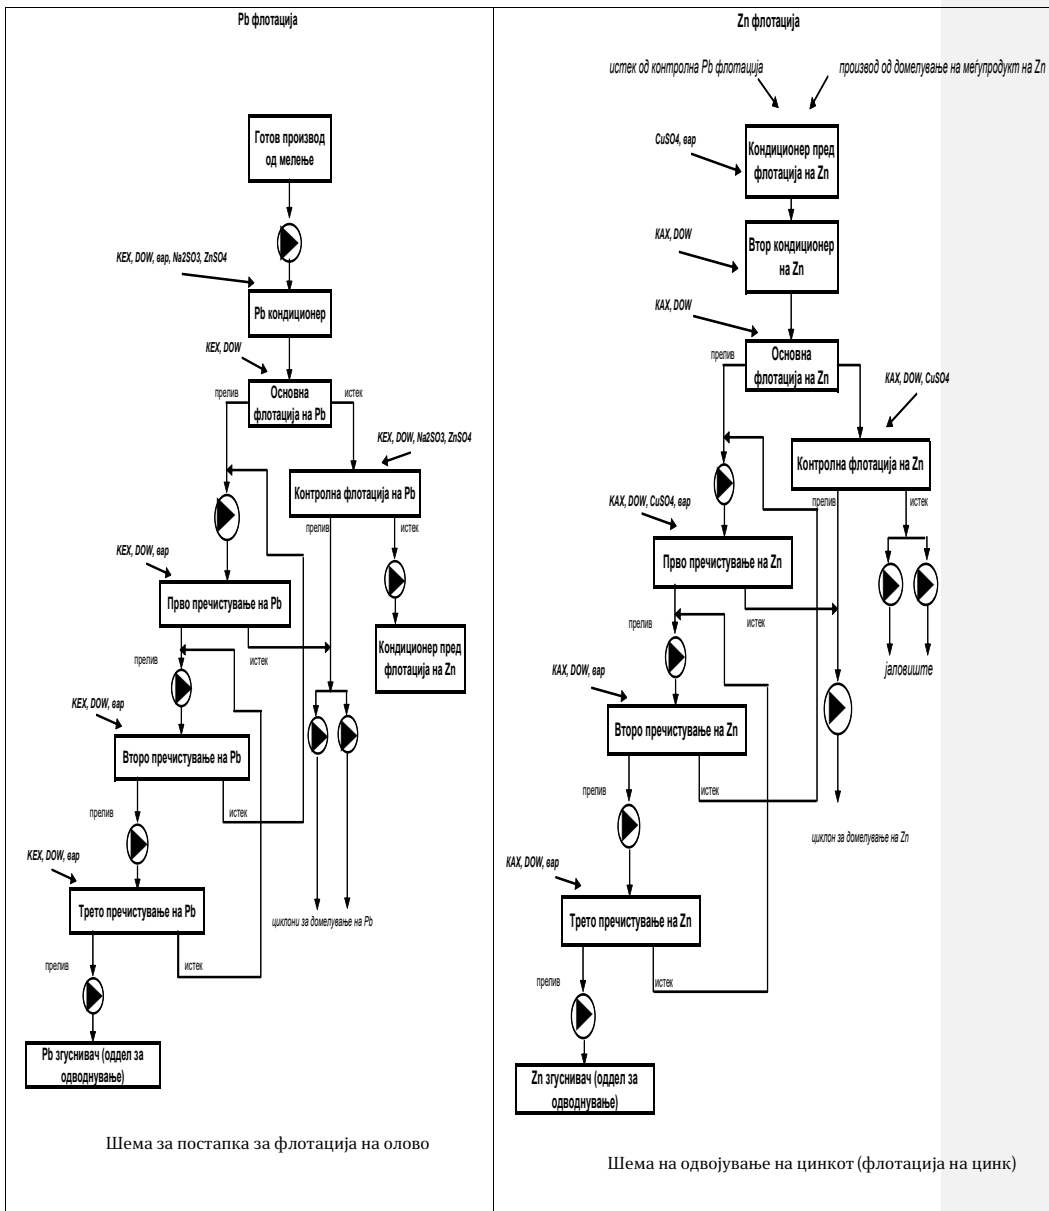 Pb флотација
Готов производ
од мелење
KEX, DOW, вар, Na2SO3, ZnSO4
Pb кондиционер
KEX, DOW
прелив
Основна
флотација на Pb
истек
KEX, DOW, Na2SO3, ZnSO4
Контролна флотација на Pb
прелив
истек
KEX, DOW, вар
Прво пречистување на Pb
Кондиционер пред
флотација на Zn
прелив
истек
KEX, DOW, вар
Второ пречистување на Pb
прелив
истек
KEX, DOW, вар
Трето пречистување на Pb
циклони за домелување на Pb
прелив
истек
Pb згуснивач (оддел за
одводнување)
Шема за постапка за флотација на олово
Zn флотација
истек од контролна Pb флотација
производ од домелување на меѓупродукт на Zn
CuSO4, вар
Кондиционер пред
флотација на Zn
KAX, DOW
Втор кондиционер
на Zn
KAX, DOW
прелив
Основна
флотација на Zn
KAX, DOW, CuSO4
Контролна флотација на Zn
прелив
истек
KAX, DOW, CuSO4, вар
Прво пречистување на Zn
прелив
истек
јаловиште
KAX, DOW, вар
Второ пречистување на Zn
прелив
истек
циклон за домелување на Zn
KAX, DOW, вар
Трето пречистување на Zn
прелив
истек
Zn згуснивач (оддел за
одводнување)
Шема на одвојување на цинкот (флотација на цинк)